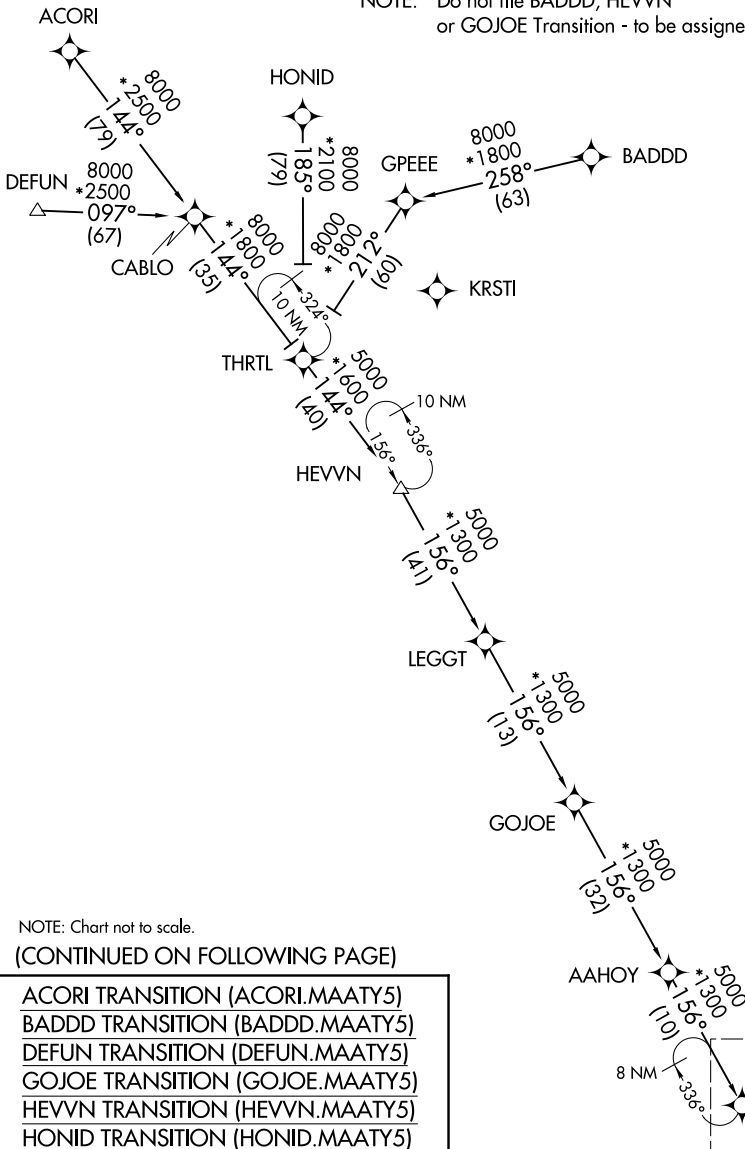 NOTE: Do not file BADDD, HEVVN
or GOJOE Transition - to be assigne
ACORI
8000
*2500
144°
(79)
HONID
8000
*2100
185°
(79)
GPEEE
8000
*1800
258°
(63)
BADDD
DEFUN
8000
*2500
097°
(67)
CABLO
8000
*1800
144°
(35)
8000
*1800
212°
(60)
KRSTI
10 NM
324°
THRTL
5000
*1600
144°
(40)
10 NM
156°
336°
HEVVN
5000
*1300
156°
(41)
LEGGT
5000
*1300
156°
(13)
GOJOE
5000
*1300
156°
(32)
AAHOY
5000
*1300
156°
(10)
8 NM
336°
NOTE: Chart not to scale.
(CONTINUED ON FOLLOWING PAGE)
ACORI TRANSITION (ACORI.MAATY5)
BADDD TRANSITION (BADDD.MAATY5)
DEFUN TRANSITION (DEFUN.MAATY5)
GOJOE TRANSITION (GOJOE.MAATY5)
HEVVN TRANSITION (HEVVN.MAATY5)
HONID TRANSITION (HONID.MAATY5)